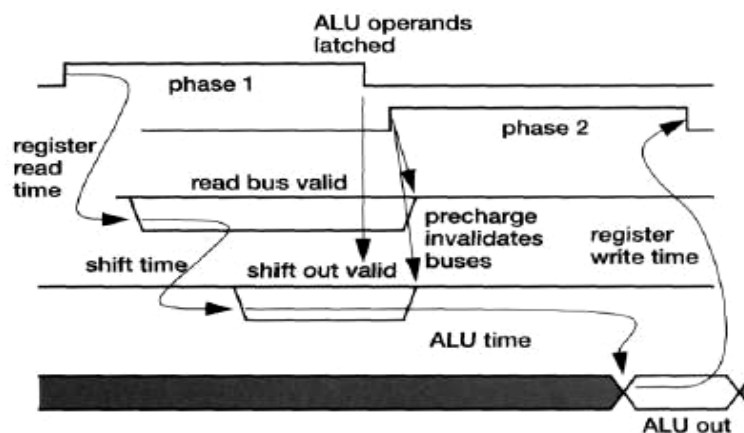 ALU operands
latched
phase 1
phase 2
register
read
time
read bus valid
precharge
invalidates
buses
register
write time
shift time
shift out valid
ALU time
ALU out